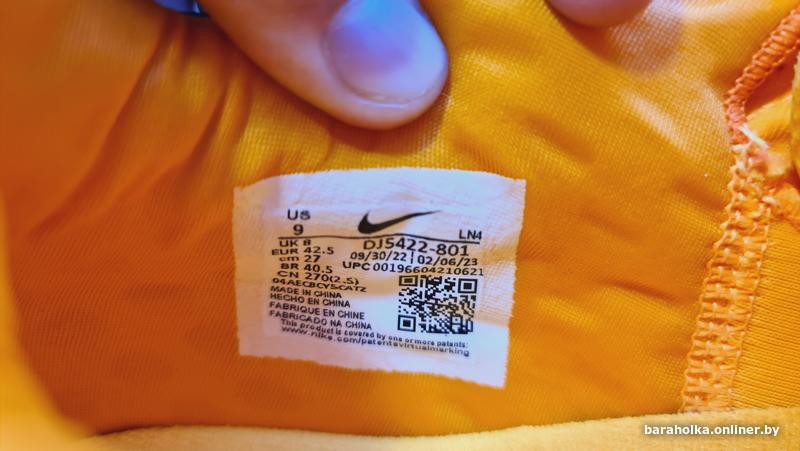 US
9
LN4
UK 8
DJ5422-801
EUR 42.5
09/30/22 | 02/06/23
cm 27
UPC 00196604210621
BR 40.5
CN 270(2.5)
MADE IN CHINA
HECHO EN CHINA
FABRIQUE EN CHINE
FABRICADO NA CHINA
This product is covered by one or more patents:
www.nike.com/patentsvirtualmarking
baraholka.onliner.by